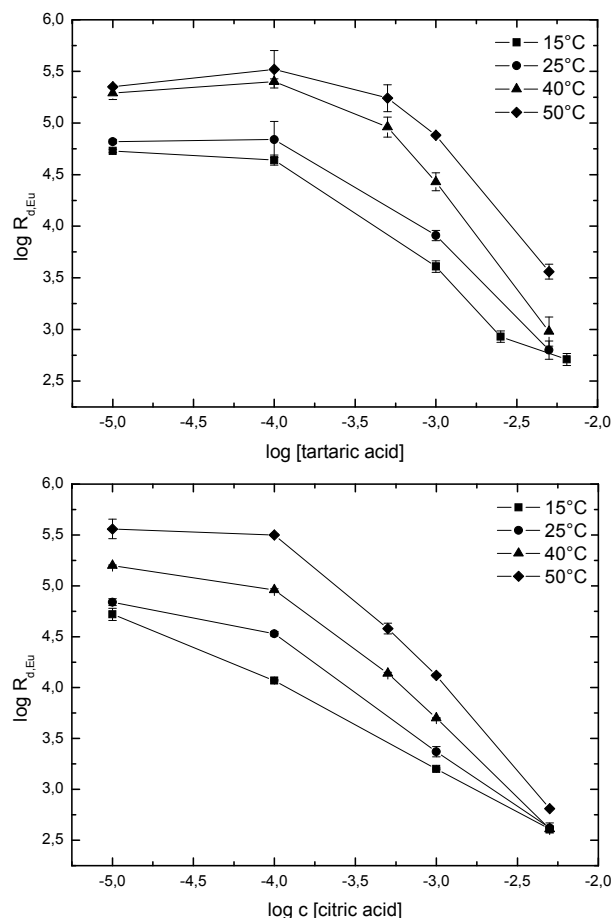 6,0
5,5
5,0
4,5
4,0
3,5
3,0
2,5
log R d,Eu
15°C
25°C
40°C
50°C
-5,0 -4,5 -4,0 -3,5 -3,0 -2,5 -2,0
log [tartaric acid]
6,0
5,5
5,0
4,5
4,0
3,5
3,0
2,5
log R d,Eu
15°C
25°C
40°C
50°C
-5,0 -4,5 -4,0 -3,5 -3,0 -2,5 -2,0
log c [citric acid]